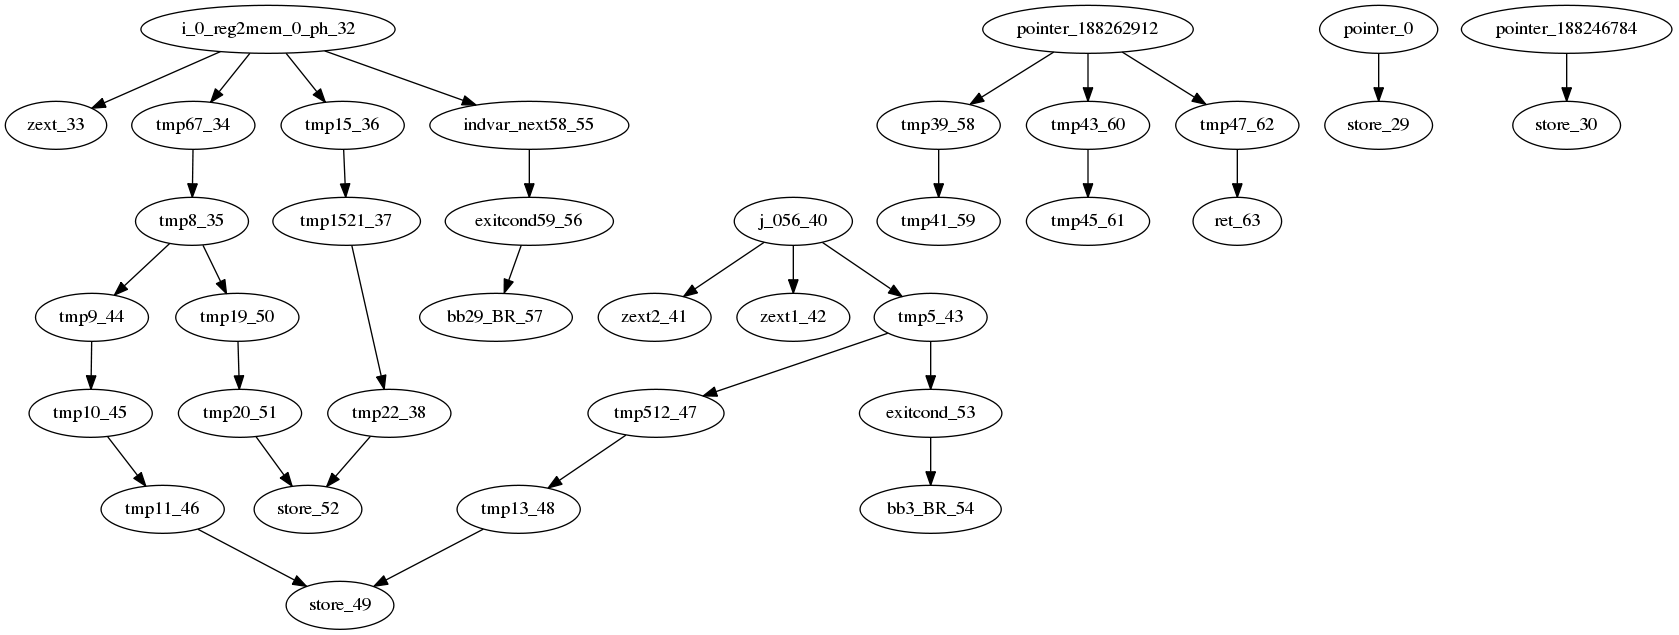 i_0_reg2mem_0_ph_32
pointer_188262912
pointer_0
pointer_188246784
zext_33
tmp67_34
tmp15_36
indvar_next58_55
tmp39_58
tmp43_60
tmp47_62
store_29
store_30
tmp8_35
tmp1521_37
exitcond59_56
j_056_40
tmp41_59
tmp45_61
ret_63
tmp9_44
tmp19_50
bb29_BR_57
zext2_41
zext1_42
tmp5_43
tmp10_45
tmp20_51
tmp22_38
tmp512_47
exitcond_53
tmp11_46
store_52
tmp13_48
bb3_BR_54
store_49